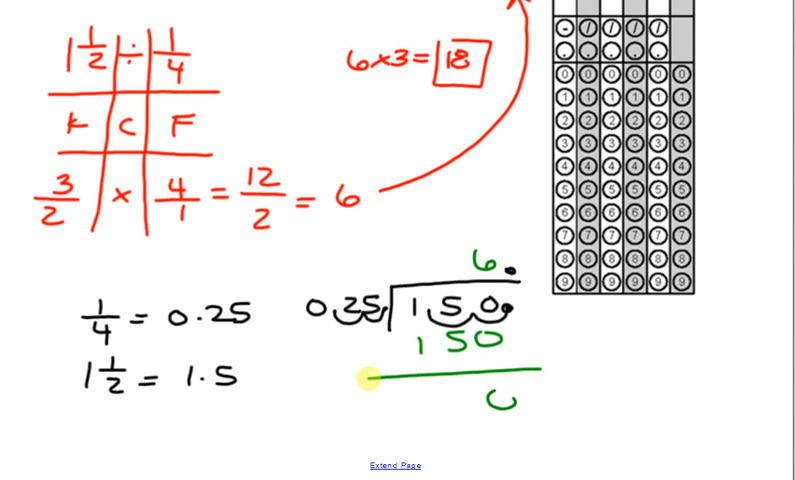 1 1/2 ÷ 1/4
K C F
3/2 × 4/1 = 12/2 = 6
6×3= 18
- / / / /
. . . . .
0 0 0 0 0 0
1 1 1 1 1 1
2 2 2 2 2 2
3 3 3 3 3 3
4 4 4 4 4 4
5 5 5 5 5 5
6 6 6 6 6 6
7 7 7 7 7 7
8 8 8 8 8 8
9 9 9 9 9 9
1/4 = 0.25
1 1/2 = 1.5
6.
0.25 150.
150
0
Extend Page